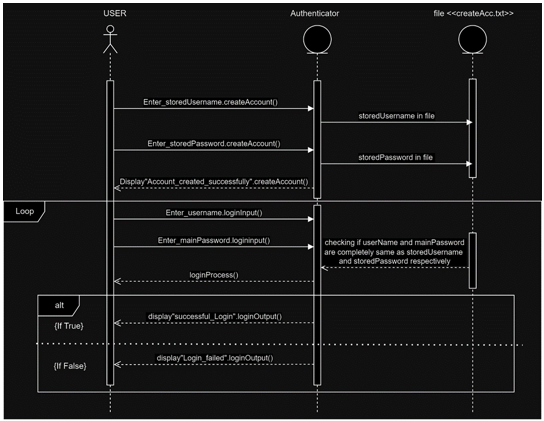 USER
Authenticator
file <<createAcc.txt>>
Enter_storedUsername.createAccount()
storedUsername in file
Enter_storedPassword.createAccount()
storedPassword in file
Display"Account_created_successfully".createAccount()
Loop
Enter_username.loginInput()
Enter_mainPassword.logininput()
checking if userName and mainPassword
are completely same as storedUsername
and storedPassword respectively
loginProcess()
alt
display"successful_Login".loginOutput()
{If True}
display"Login_failed".loginOutput()
{If False}